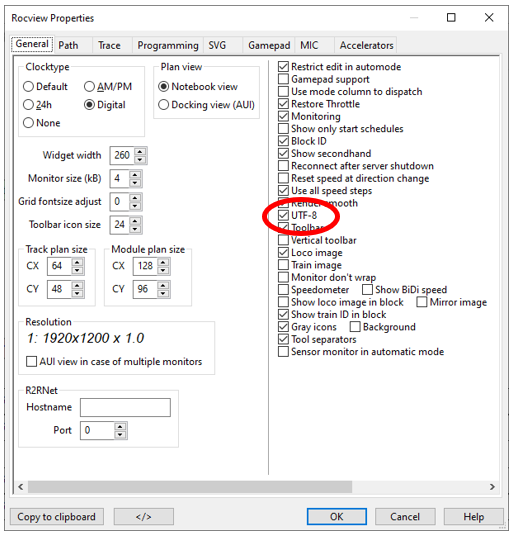 Rocview Properties
General Path Trace Programming SVG Gamepad MIC Accelerators
Clocktype
Default AM/PM
24h Digital
None
Plan view
Notebook view
Docking view (AUI)
Widget width 260
Monitor size (kB) 4
Grid fontsize adjust 0
Toolbar icon size 24
Track plan size
CX 64
CY 48
Module plan size
CX 128
CY 96
Resolution
1: 1920x1200 x 1.0
AUI view in case of multiple monitors
R2RNet
Hostname
Port 0
Restrict edit in automode
Gamepad support
Use mode column to dispatch
Restore Throttle
Monitoring
Show only start schedules
Block ID
Show secondhand
Reconnect after server shutdown
Reset speed at direction change
Use all speed steps
Render smooth
UTF-8
Toolbar
Vertical toolbar
Loco image
Train image
Monitor don't wrap
Speedometer Show BiDi speed
Show loco image in block Mirror image
Show train ID in block
Gray icons Background
Tool separators
Sensor monitor in automatic mode
Copy to clipboard </> OK Cancel Help